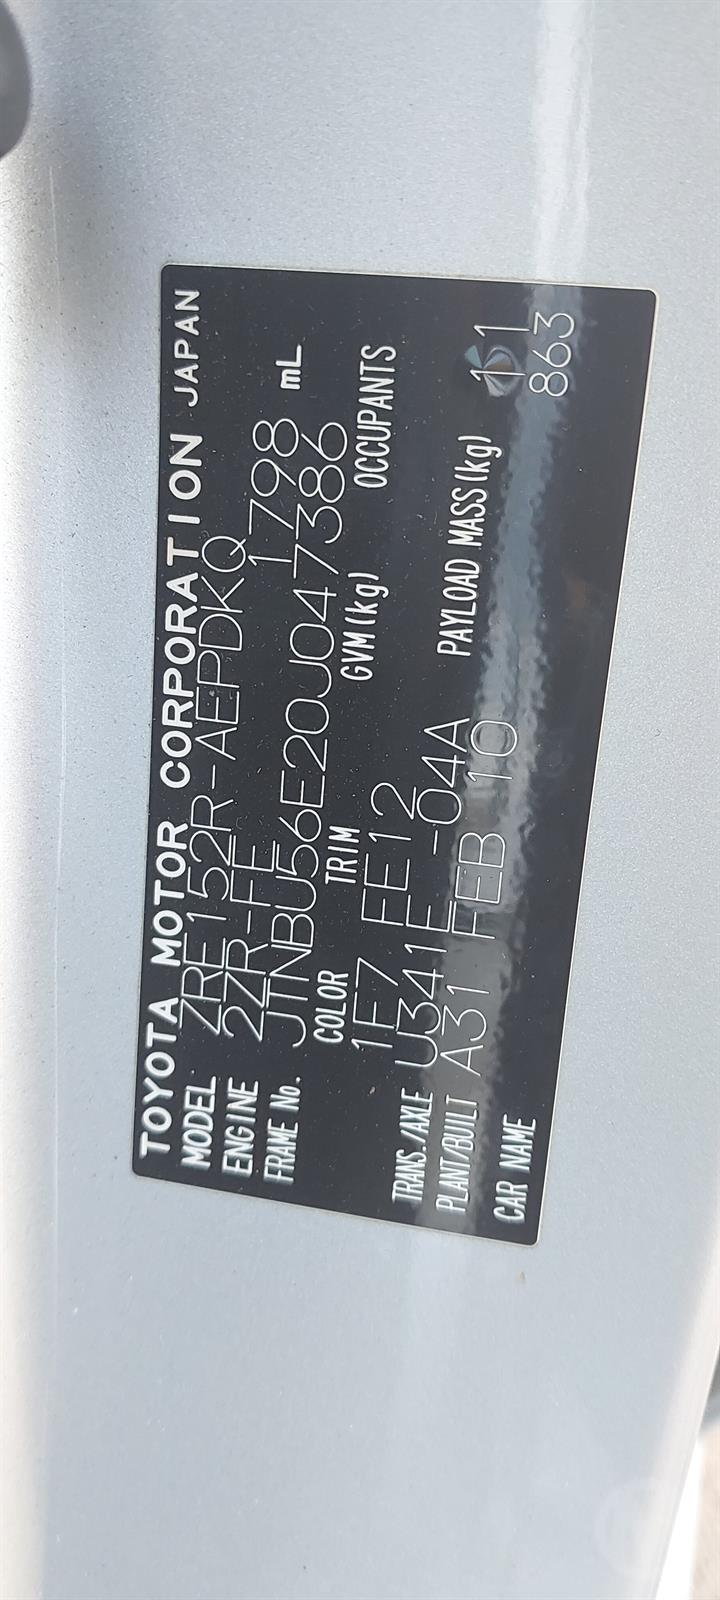 TOYOTA MOTOR CORPORATION JAPAN
MODEL ZRE152R-AEPDKQ
ENGINE 2ZR-FE 1798 mL
FRAME No. JTNBU56E20J047386
COLOR TRIM GVM(kg) OCCUPANTS
1F7 FE12
TRANS./AXLE U341E -04A PAYLOAD MASS(kg)
PLANT/BUILT A31 FEB 10 11
CAR NAME 863